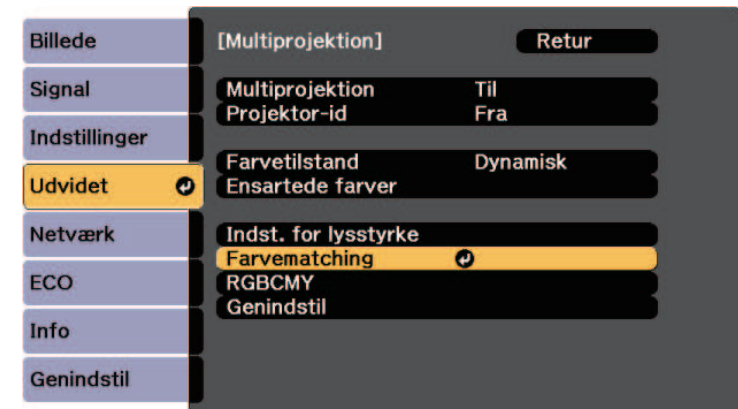 Billede
Signal
Indstillinger
Udvidet
Netværk
ECO
Info
Genindstil
[Multiprojektion] Retur
Multiprojektion Til
Projektor-id Fra
Farvetilstand Dynamisk
Ensartede farver
Indst. for lysstyrke
Farvematching
RGBCMY
Genindstil